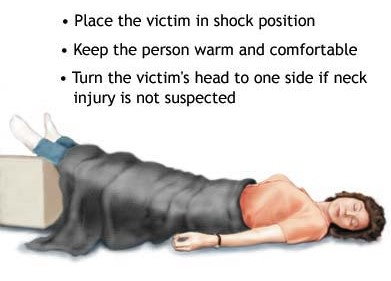 • Place the victim in shock position
• Keep the person warm and comfortable
• Turn the victim's head to one side if neck
injury is not suspected